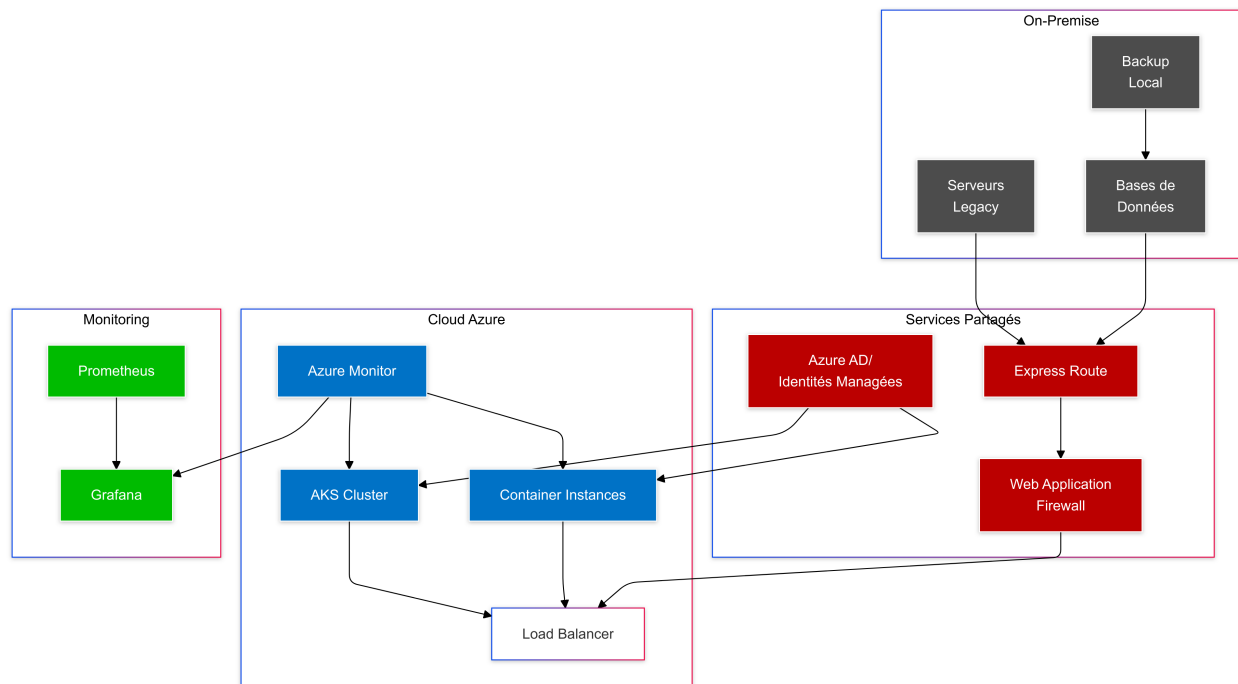 On-Premise
Backup
Local
Serveurs
Legacy
Bases de
Données
Monitoring
Prometheus
Grafana
Cloud Azure
Azure Monitor
AKS Cluster
Container Instances
Load Balancer
Services Partagés
Azure AD/
Identités Managées
Express Route
Web Application
Firewall